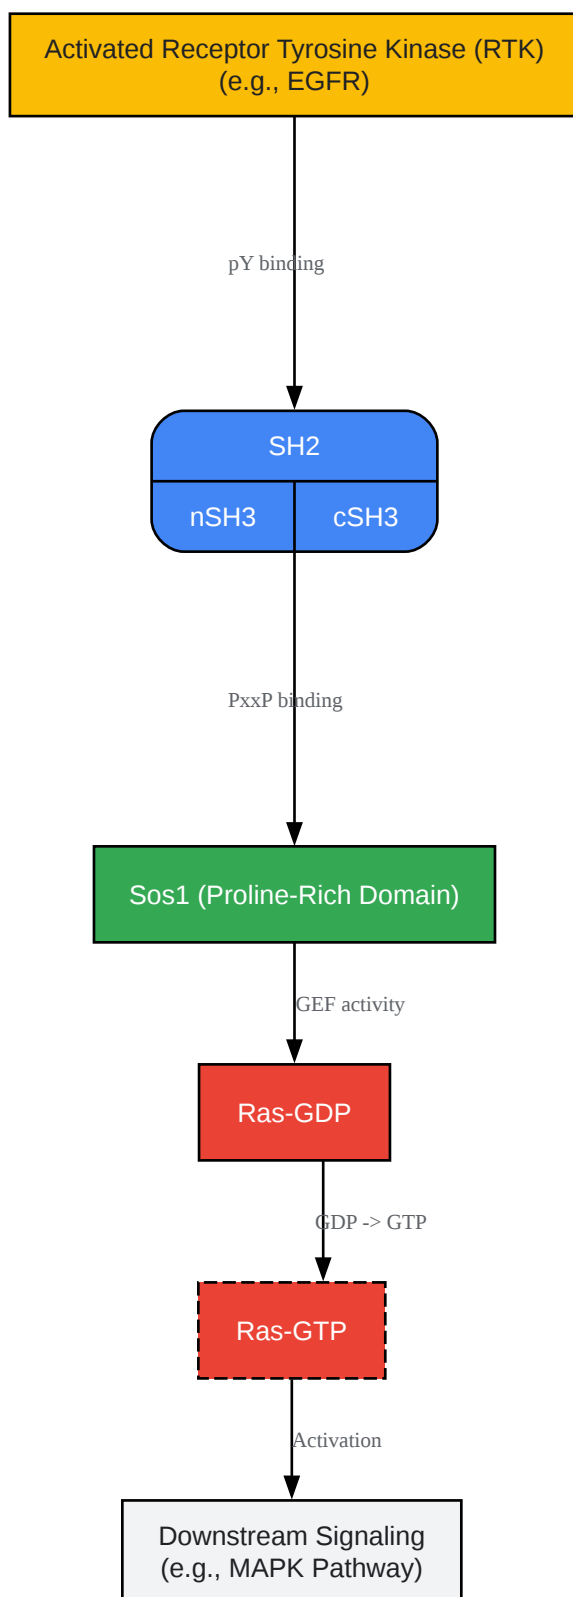 Activated Receptor Tyrosine Kinase (RTK)
(e.g., EGFR)
pY binding
SH2
nSH3
cSH3
PxxP binding
Sos1 (Proline-Rich Domain)
GEF activity
Ras-GDP
GDP -> GTP
Ras-GTP
Activation
Downstream Signaling
(e.g., MAPK Pathway)